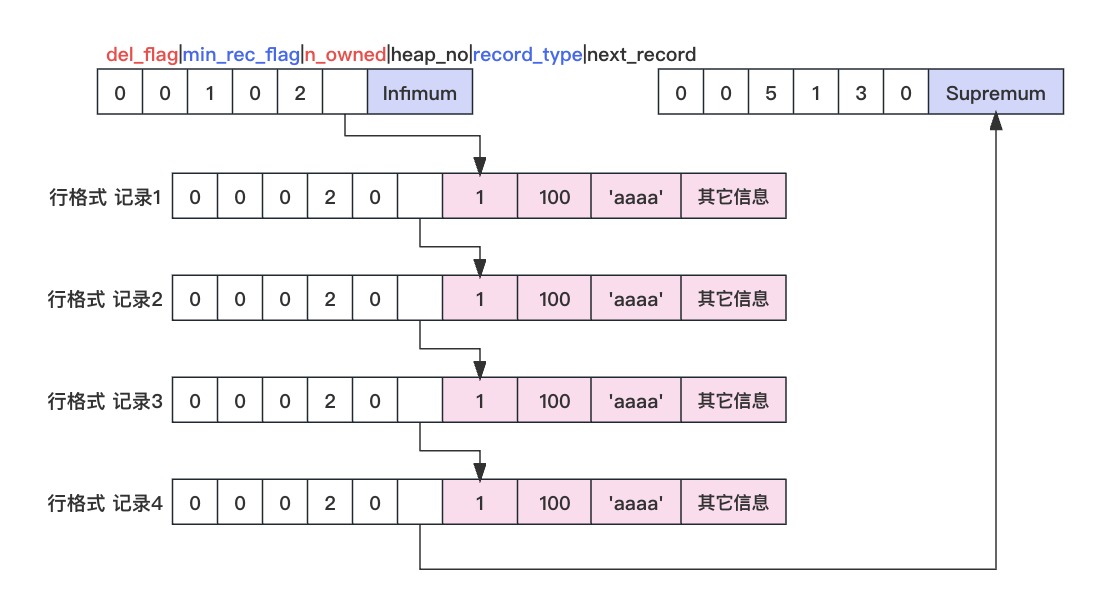 del_flag|min_rec_flag|n_owned|heap_no|record_type|next_record
0 0 1 0 2 Infimum
0 0 5 1 3 0 Supremum
行格式 记录1 0 0 0 2 0 1 100 'aaaa' 其它信息
行格式 记录2 0 0 0 2 0 1 100 'aaaa' 其它信息
行格式 记录3 0 0 0 2 0 1 100 'aaaa' 其它信息
行格式 记录4 0 0 0 2 0 1 100 'aaaa' 其它信息